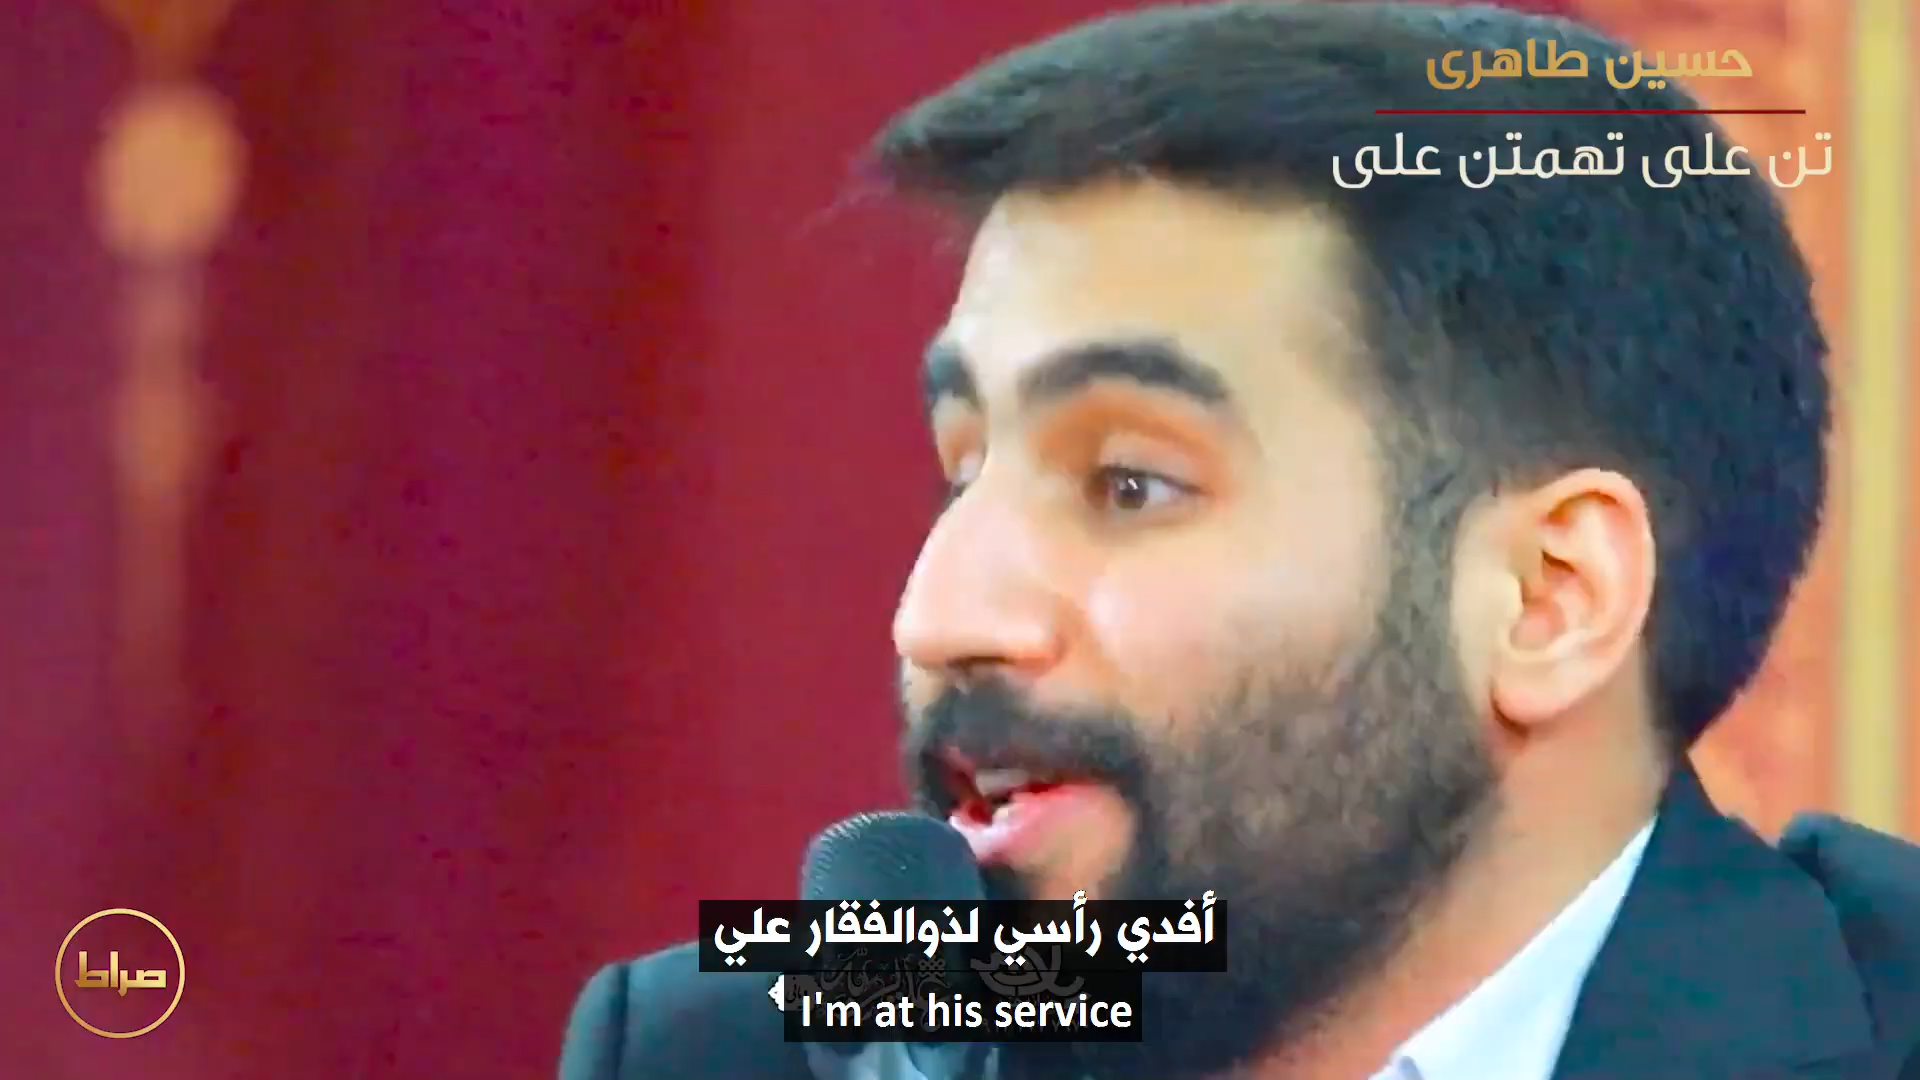 حسین طاهری
تن علی تهمتن علی
أفدي رأسي لذوالفقار علي
I'm at his service
صراط